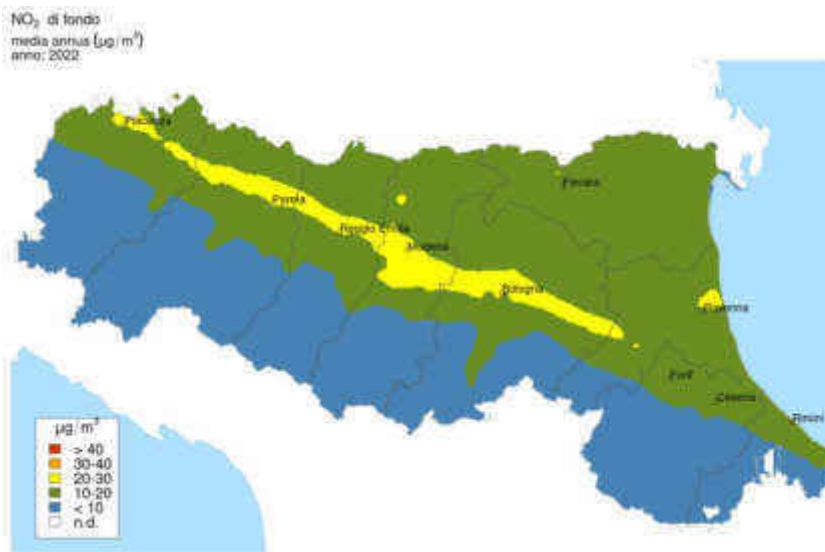 NO₂ di fondo
media annua (µg/m³)
anno: 2022
Piacenza
Ferrara
Parma
Reggio Emilia
Modena
Bologna
Ravenna
Forlì
Cesena
Rimini
µg/m³
> 40
30-40
20-30
10-20
< 10
n.d.